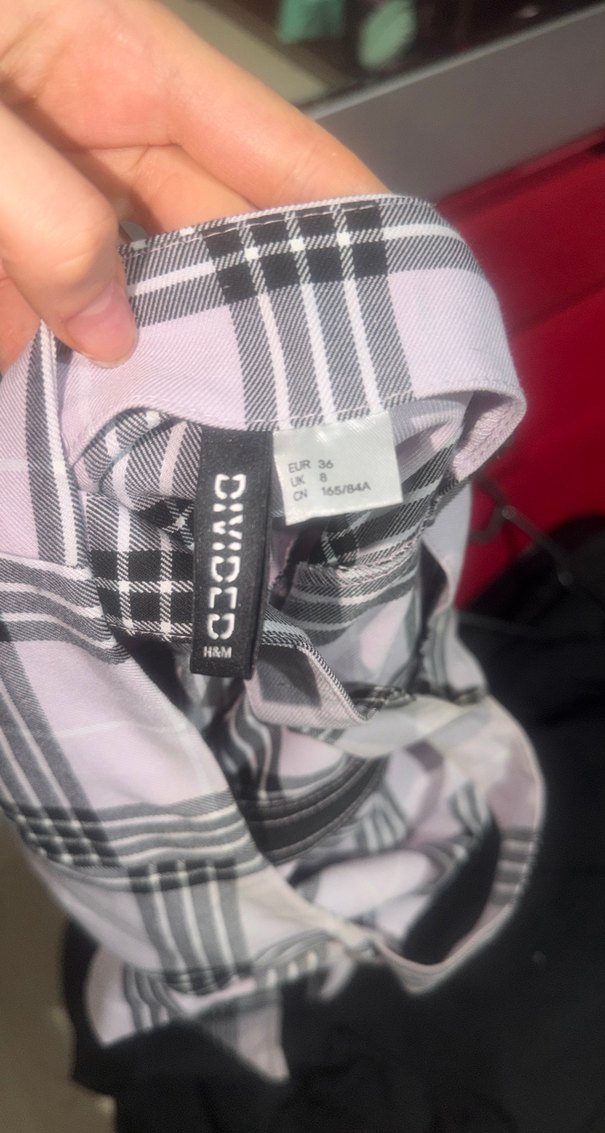 DIVIDED
H&M
EUR 36
UK 8
CN 165/84A